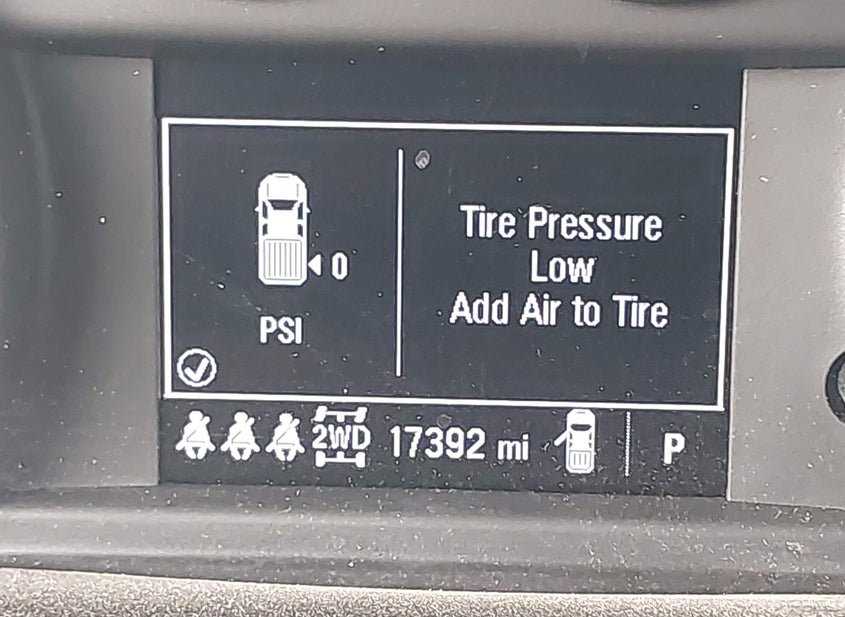 0
PSI
Tire Pressure
Low
Add Air to Tire
2WD 17392 mi P